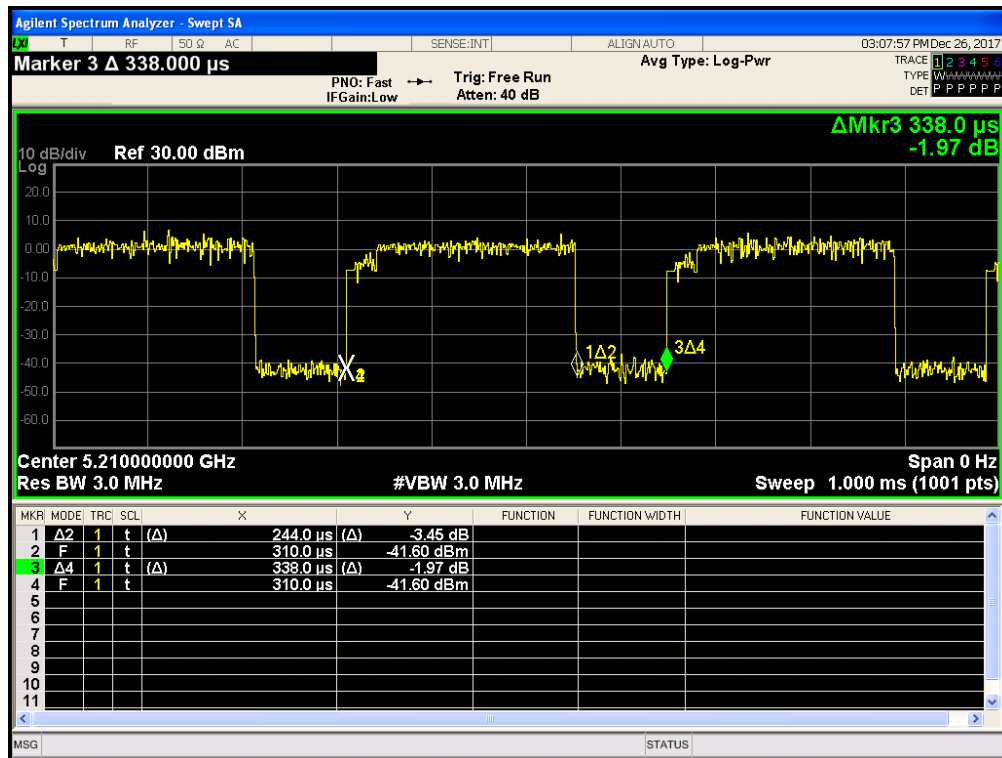 Agilent Spectrum Analyzer - Swept SA
LXI T RF 50 Ω AC SENSE:INT ALIGN AUTO 03:07:57 PM Dec 26, 2017
Marker 3 Δ 338.000 µs
PNO: Fast
IFGain:Low
Trig: Free Run
Atten: 40 dB
Avg Type: Log-Pwr
TRACE 1 2 3 4 5 6
TYPE WWWWWW
DET P P P P P P
ΔMkr3 338.0 µs
-1.97 dB
10 dB/div Ref 30.00 dBm
Log
20.0
10.0
0.00
-10.0
-20.0
-30.0
-40.0
-50.0
-60.0
1Δ2
3Δ4
Center 5.210000000 GHz Span 0 Hz
Res BW 3.0 MHz #VBW 3.0 MHz Sweep 1.000 ms (1001 pts)
MKR MODE TRC SCL X Y FUNCTION FUNCTION WIDTH FUNCTION VALUE
1 Δ2 1 t (Δ) 244.0 µs (Δ) -3.45 dB
2 F 1 t 310.0 µs -41.60 dBm
3 Δ4 1 t (Δ) 338.0 µs (Δ) -1.97 dB
4 F 1 t 310.0 µs -41.60 dBm
5
6
7
8
9
10
11
MSG STATUS